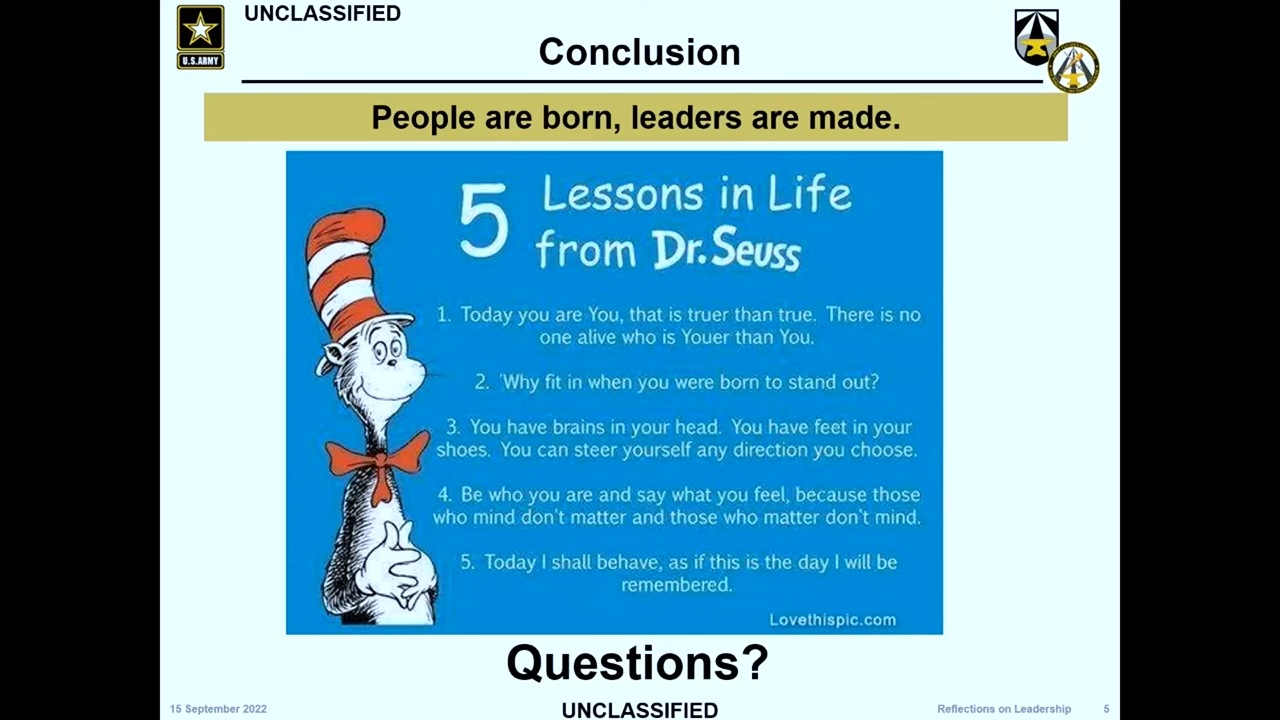 UNCLASSIFIED
U.S.ARMY
Conclusion
People are born, leaders are made.
5 Lessons in Life
from Dr. Seuss
1. Today you are You, that is truer than true. There is no
one alive who is Youer than You.
2. 'Why fit in when you were born to stand out?
3. You have brains in your head. You have feet in your
shoes. You can steer yourself any direction you choose.
4. Be who you are and say what you feel, because those
who mind don't matter and those who matter don't mind.
5. Today I shall behave, as if this is the day I will be
remembered.
Lovethispic.com
Questions?
15 September 2022
UNCLASSIFIED
Reflections on Leadership 5